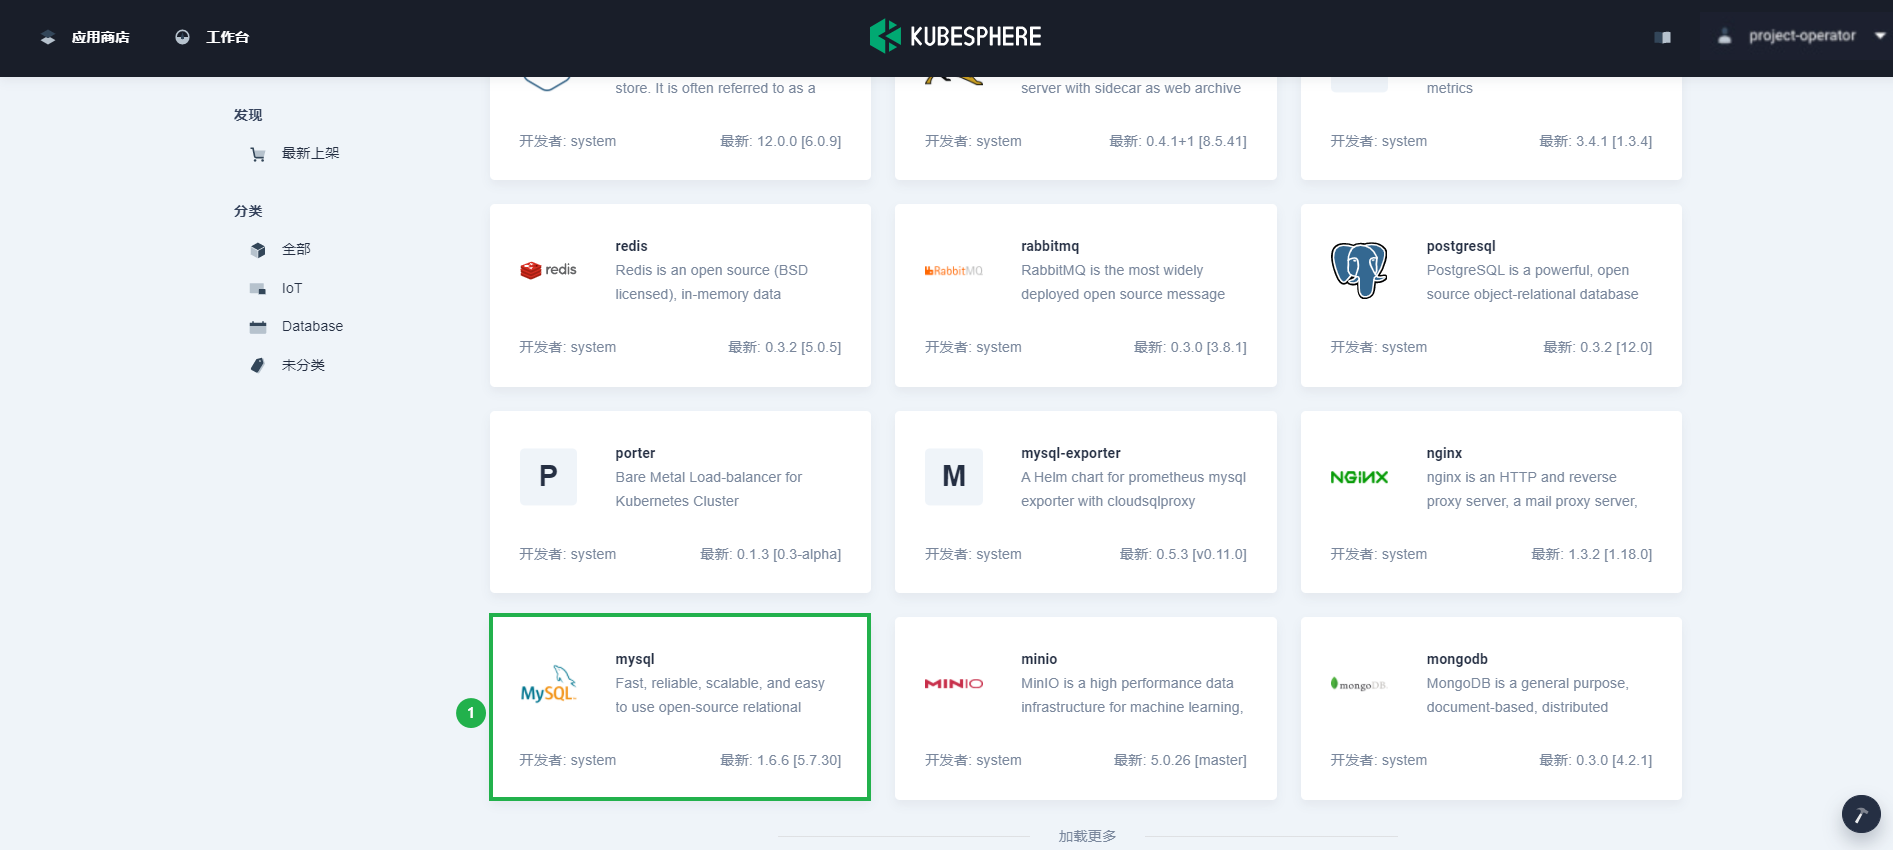 应用商店
工作台
KUBESPHERE
project-operator
发现
最新上架
分类
全部
IoT
Database
未分类
store. It is often referred to as a
开发者: system
最新: 12.0.0 [6.0.9]
server with sidecar as web archive
开发者: system
最新: 0.4.1+1 [8.5.41]
metrics
开发者: system
最新: 3.4.1 [1.3.4]
redis
redis
Redis is an open source (BSD
licensed), in-memory data
开发者: system
最新: 0.3.2 [5.0.5]
RabbitMQ
rabbitmq
RabbitMQ is the most widely
deployed open source message
开发者: system
最新: 0.3.0 [3.8.1]
postgresql
PostgreSQL is a powerful, open
source object-relational database
开发者: system
最新: 0.3.2 [12.0]
P
porter
Bare Metal Load-balancer for
Kubernetes Cluster
开发者: system
最新: 0.1.3 [0.3-alpha]
M
mysql-exporter
A Helm chart for prometheus mysql
exporter with cloudsqlproxy
开发者: system
最新: 0.5.3 [v0.11.0]
NGINX
nginx
nginx is an HTTP and reverse
proxy server, a mail proxy server,
开发者: system
最新: 1.3.2 [1.18.0]
1
MySQL
mysql
Fast, reliable, scalable, and easy
to use open-source relational
开发者: system
最新: 1.6.6 [5.7.30]
MINIO
minio
MinIO is a high performance data
infrastructure for machine learning,
开发者: system
最新: 5.0.26 [master]
mongoDB
mongodb
MongoDB is a general purpose,
document-based, distributed
开发者: system
最新: 0.3.0 [4.2.1]
加载更多